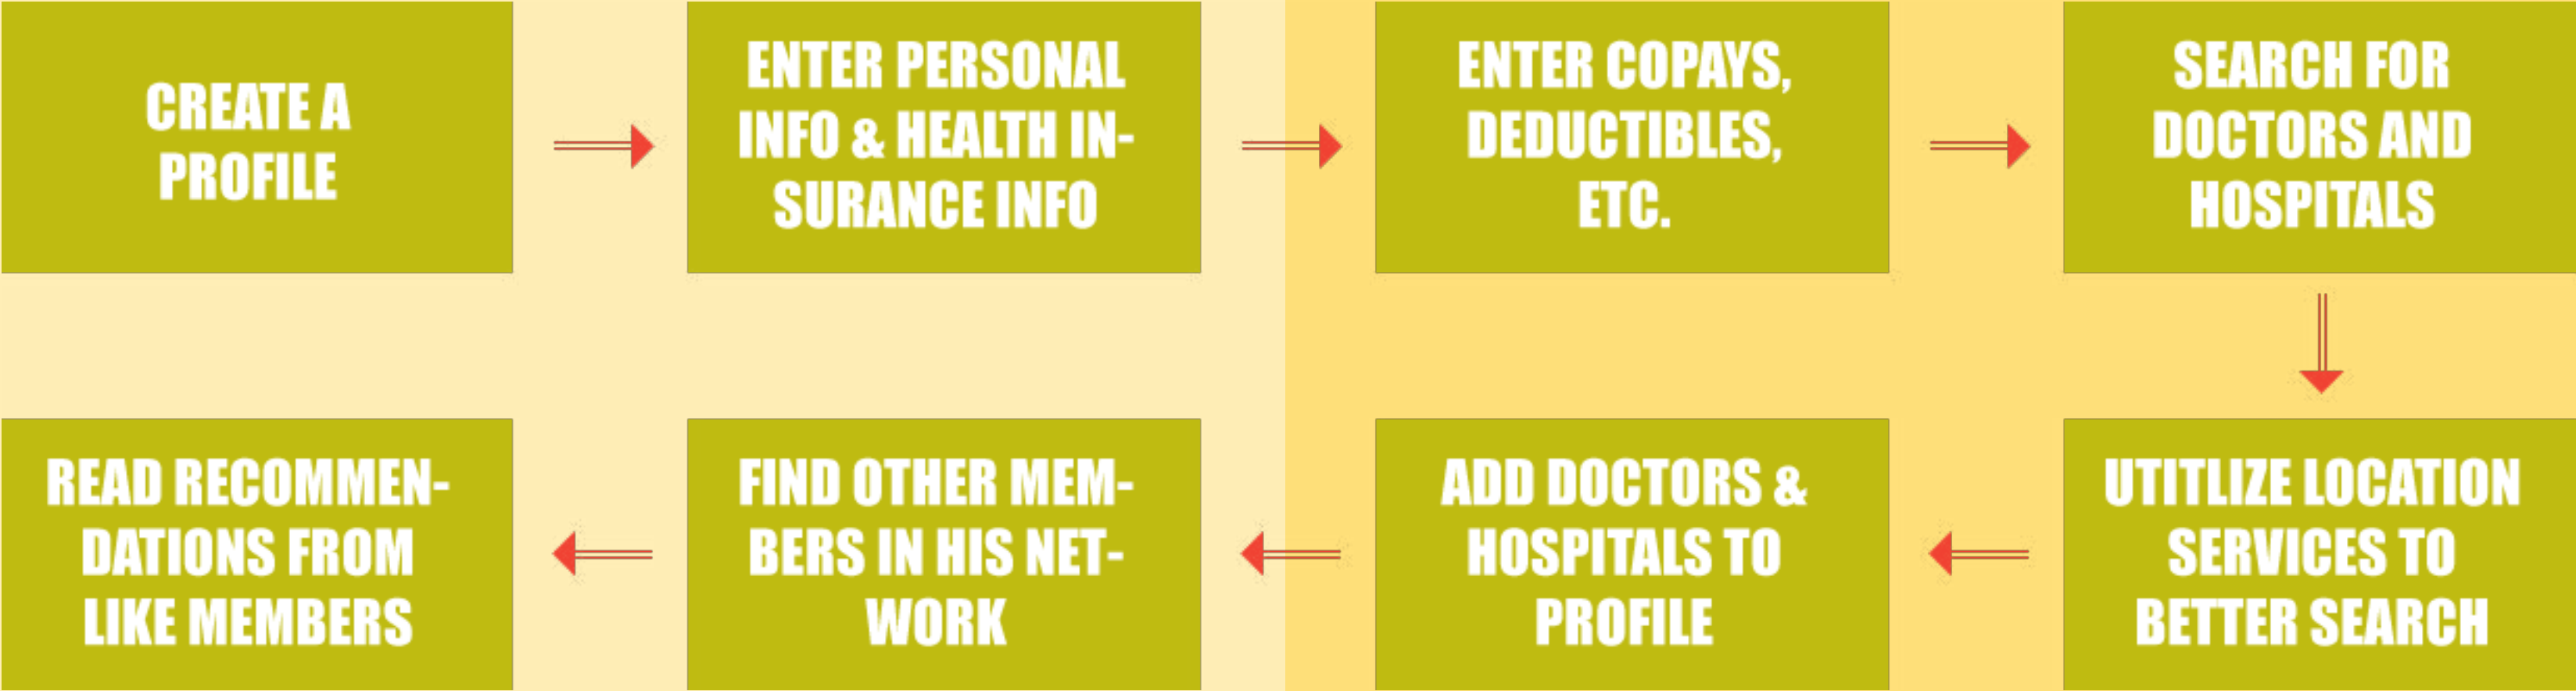 CREATE A
PROFILE
ENTER PERSONAL
INFO & HEALTH IN-
SURANCE INFO
ENTER COPAYS,
DEDUCTIBLES,
ETC.
SEARCH FOR
DOCTORS AND
HOSPITALS
UTITLIZE LOCATION
SERVICES TO
BETTER SEARCH
ADD DOCTORS &
HOSPITALS TO
PROFILE
FIND OTHER MEM-
BERS IN HIS NET-
WORK
READ RECOMMEN-
DATIONS FROM
LIKE MEMBERS